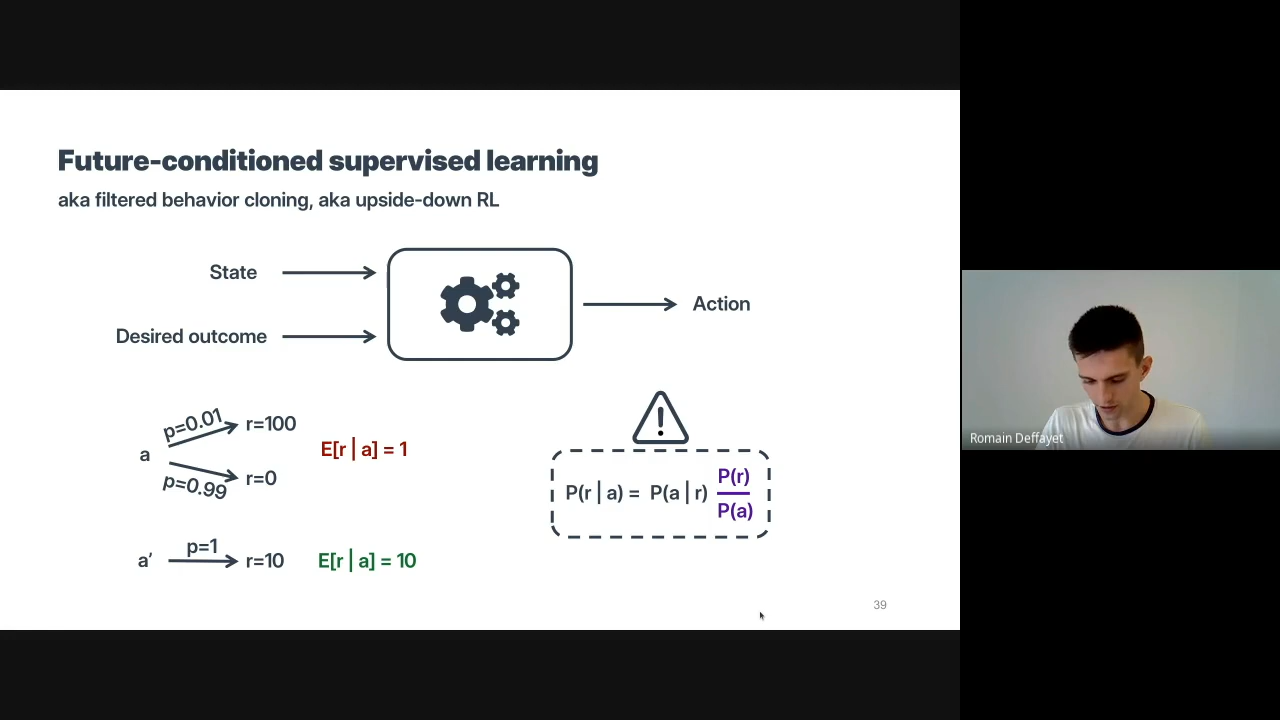 Future-conditioned supervised learning
aka filtered behavior cloning, aka upside-down RL
State
Desired outcome
Action
p=0.01
r=100
a
E[r | a] = 1
p=0.99
r=0
a′
p=1
r=10
E[r | a] = 10
P(r | a) = P(a | r) P(r)
P(a)
39
Romain Deffayet